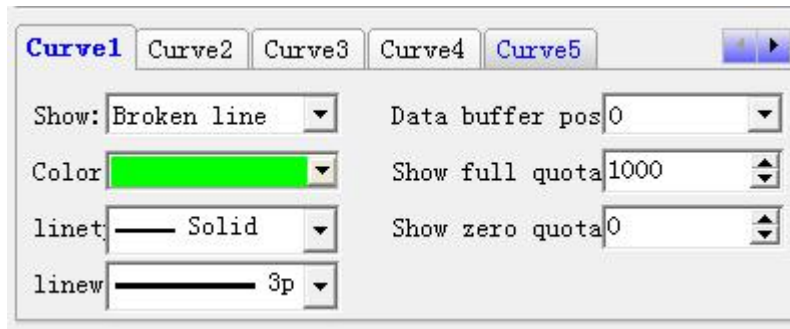 Curve1 Curve2 Curve3 Curve4 Curve5
Show: Broken line Data buffer pos 0
Color Show full quota 1000
linet Solid Show zero quota 0
linew 3p